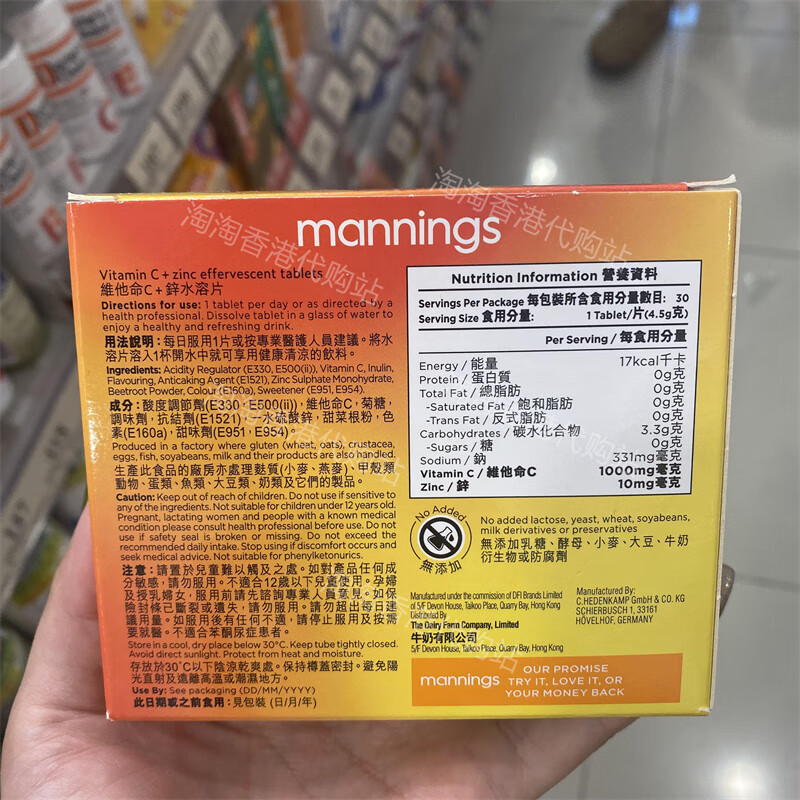 mannings
Vitamin C + zinc effervescent tablets
維他命C + 鋅水溶片
Directions for use: 1 tablet per day or as directed by a
health professional. Dissolve tablet in a glass of water to
enjoy a healthy and refreshing drink.
用法說明：每日服用1片或按專業醫護人員建議。將水
溶片溶入1杯開水中就可享用健康清涼的飲料。
Ingredients: Acidity Regulator (E330, E500(ii)), Vitamin C, Inulin,
Flavouring, Anticaking Agent (E1521), Zinc Sulphate Monohydrate,
Beetroot Powder, Colour (E160a), Sweetener (E951, E954).
成分：酸度調節劑(E330、E500(ii))，維他命C，菊糖，
調味劑，抗結劑(E1521)，一水硫酸鋅，甜菜根粉，色
素(E160a)，甜味劑(E951、E954)。
Produced in a factory where gluten (wheat, oats), crustacea,
eggs, fish, soyabeans, milk and their products are also handled.
生產此食品的廠房亦處理麩質(小麥、燕麥)、甲殼類
動物、蛋類、魚類、大豆類、奶類及它們的製品。
Caution: Keep out of reach of children. Do not use if sensitive to
any of the ingredients. Not suitable for children under 12 years old.
Pregnant, lactating women and people with a known medical
condition please consult health professional before use. Do not
use if safety seal is broken or missing. Do not exceed the
recommended daily intake. Stop using if discomfort occurs and
seek medical advice. Not suitable for phenylketonurics.
注意：請置於兒童難以觸及之處。如對產品任何成
分敏感，請勿服用。不適合12歲以下兒童使用。孕婦
及授乳婦女，服用前請先諮詢專業人員意見。如保
險封條已斷裂或遺失，請勿服用。請勿超出每日建
議用量。如服用後有任何不適，請停止服用及按需
要就醫。不適合苯酮尿症患者。
Store in a cool, dry place below 30°C. Keep tube tightly closed.
Avoid direct sunlight. Protect from heat and moisture.
存放於30°C以下陰涼乾爽處。保持樽蓋密封。避免陽
光直射及遠離高溫或潮濕地方。
Use By: See packaging (DD/MM/YYYY)
此日期或之前食用：見包裝 (日/月/年)
Nutrition Information 營養資料
Servings Per Package 每包裝所含食用分量數目: 30
Serving Size 食用分量: 1 Tablet/片(4.5g克)
Per Serving / 每食用分量
Energy / 能量 17kcal千卡
Protein / 蛋白質 0g克
Total Fat / 總脂肪 0g克
-Saturated Fat / 飽和脂肪 0g克
-Trans Fat / 反式脂肪 0g克
Carbohydrates / 碳水化合物 3.3g克
-Sugars / 糖 0g克
Sodium / 鈉 331mg毫克
Vitamin C / 維他命C 1000mg毫克
Zinc / 鋅 10mg毫克
No Added
無添加
No added lactose, yeast, wheat, soyabeans,
milk derivatives or preservatives
無添加乳糖、酵母、小麥、大豆、牛奶
衍生物或防腐劑
Manufactured under the commission of DFI Brands Limited
of 5/F Devon House, Taikoo Place, Quarry Bay, Hong Kong
Distributed By
The Dairy Farm Company, Limited
牛奶有限公司
5/F Devon House, Taikoo Place, Quarry Bay, Hong Kong
Manufactured By:
C.HEDENKAMP GmbH & CO. KG
SCHIERBUSCH 1, 33161
HÖVELHOF, GERMANY
mannings
OUR PROMISE
TRY IT, LOVE IT, OR
YOUR MONEY BACK
淘淘香港代购站
淘淘香港代购站